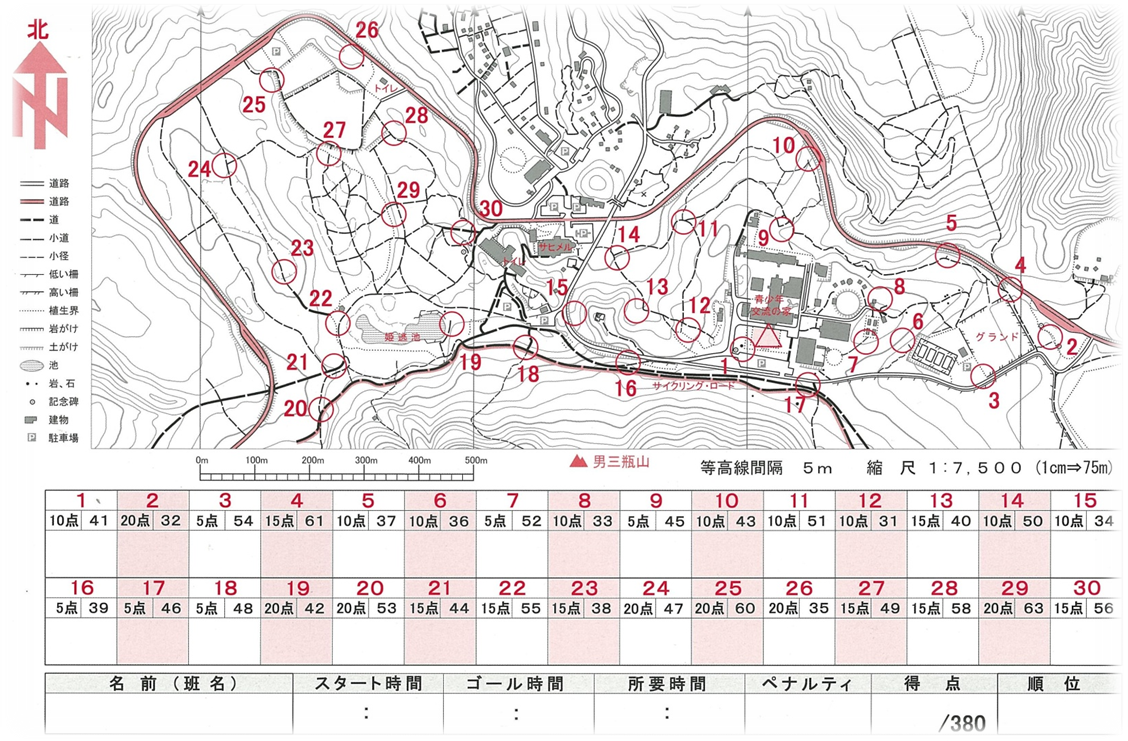 北
N
26
25
トイレ
27
28
24
10
29
30
5
11
9
14
サヒメル
トイレ
23
4
13
8
青少年
交流の家
15
12
22
6
グランド
姫逃池
2
7
21
19
18
1
16
サイクリング・ロード
3
20
17
道路
道路
道
小道
小径
低い柵
高い柵
植生界
岩がけ
土がけ
池
岩、石
記念碑
建物
P 駐車場
0m 100m 200m 300m 400m 500m
男三瓶山
等高線間隔 5m 縮 尺 1:7,500 (1cm⇒75m)
1 2 3 4 5 6 7 8 9 10 11 12 13 14 15
10点 41 20点 32 5点 54 15点 61 10点 37 10点 36 5点 52 10点 33 5点 45 10点 43 10点 51 10点 31 15点 40 10点 50 10点 34
16 17 18 19 20 21 22 23 24 25 26 27 28 29 30
5点 39 5点 46 5点 48 20点 42 20点 53 15点 44 15点 55 15点 38 20点 47 20点 60 20点 35 15点 49 15点 58 20点 63 15点 56
名 前 (班 名) スタート時間 ゴール時間 所要時間 ペナルティ 得 点 順 位
: : : /380